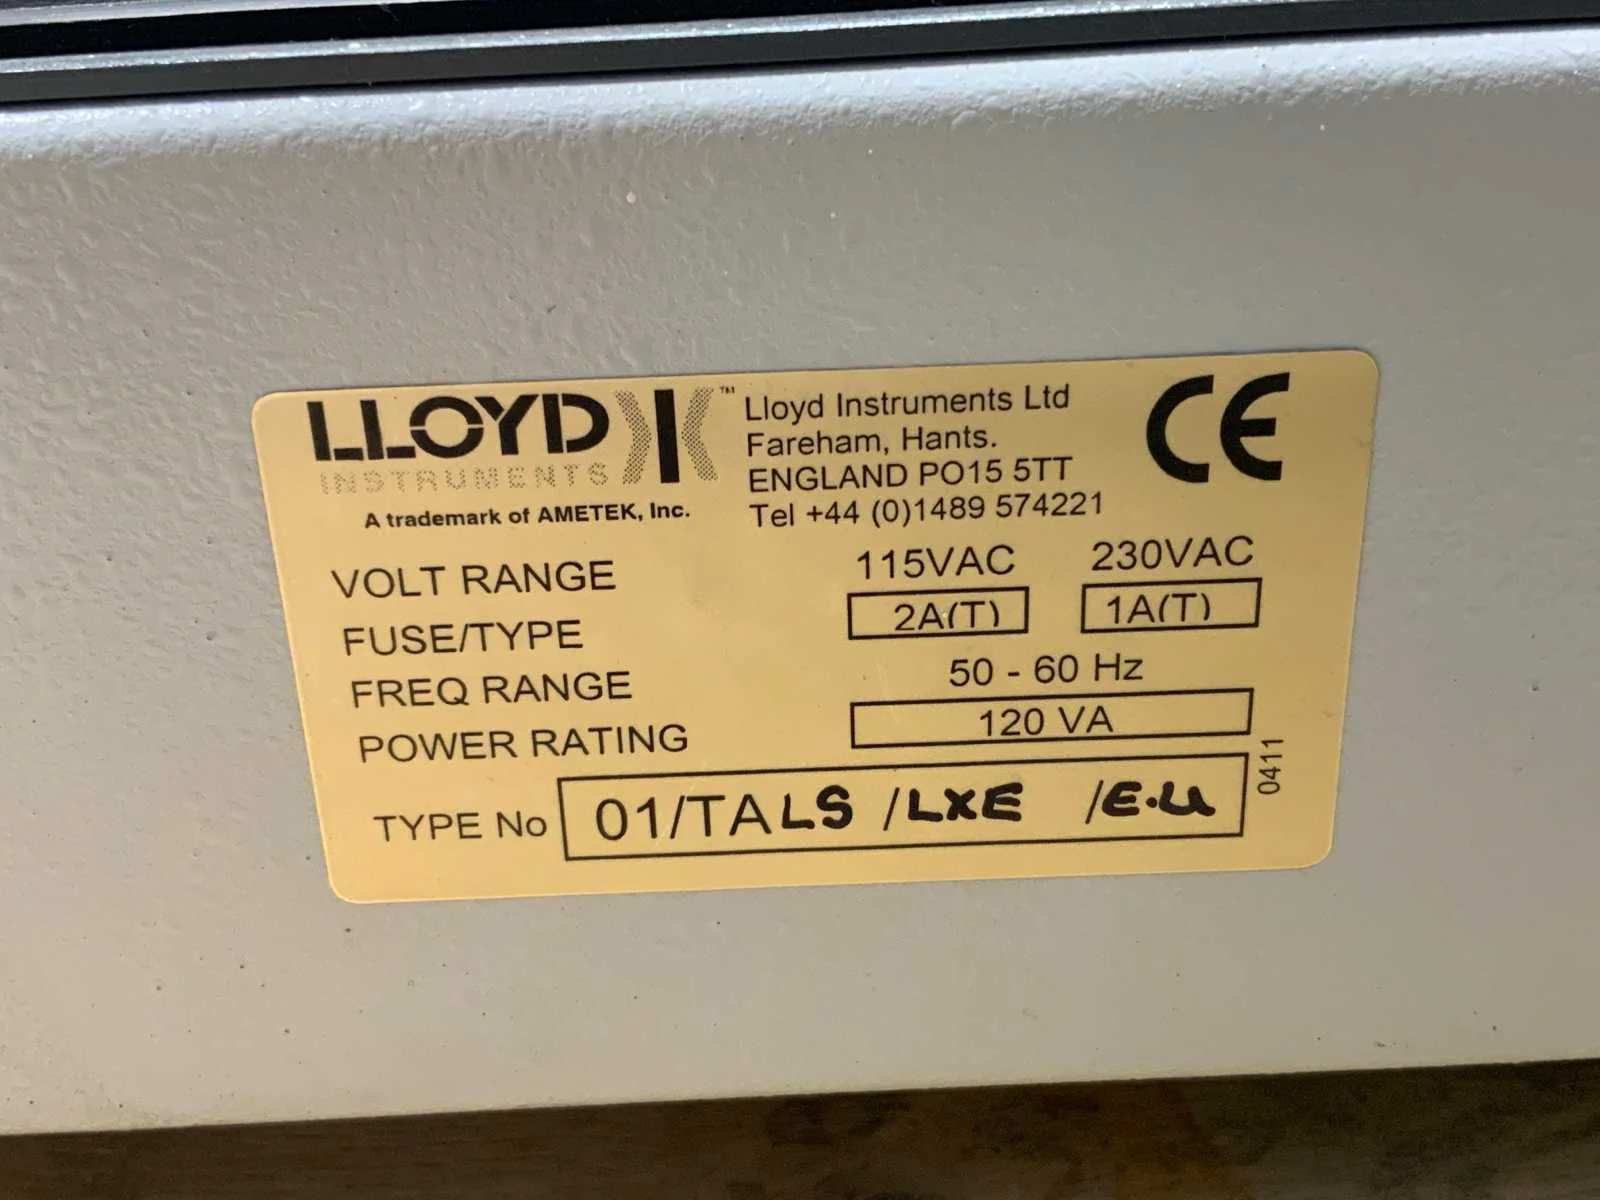 LLOYD
INSTRUMENTS
A trademark of AMETEK, Inc.
™
Lloyd Instruments Ltd
Fareham, Hants.
ENGLAND PO15 5TT
Tel +44 (0)1489 574221
CE
VOLT RANGE 115VAC 230VAC
FUSE/TYPE 2A(T) 1A(T)
FREQ RANGE 50 - 60 Hz
POWER RATING 120 VA
TYPE No 01/TALS /LXE /E.U
0411